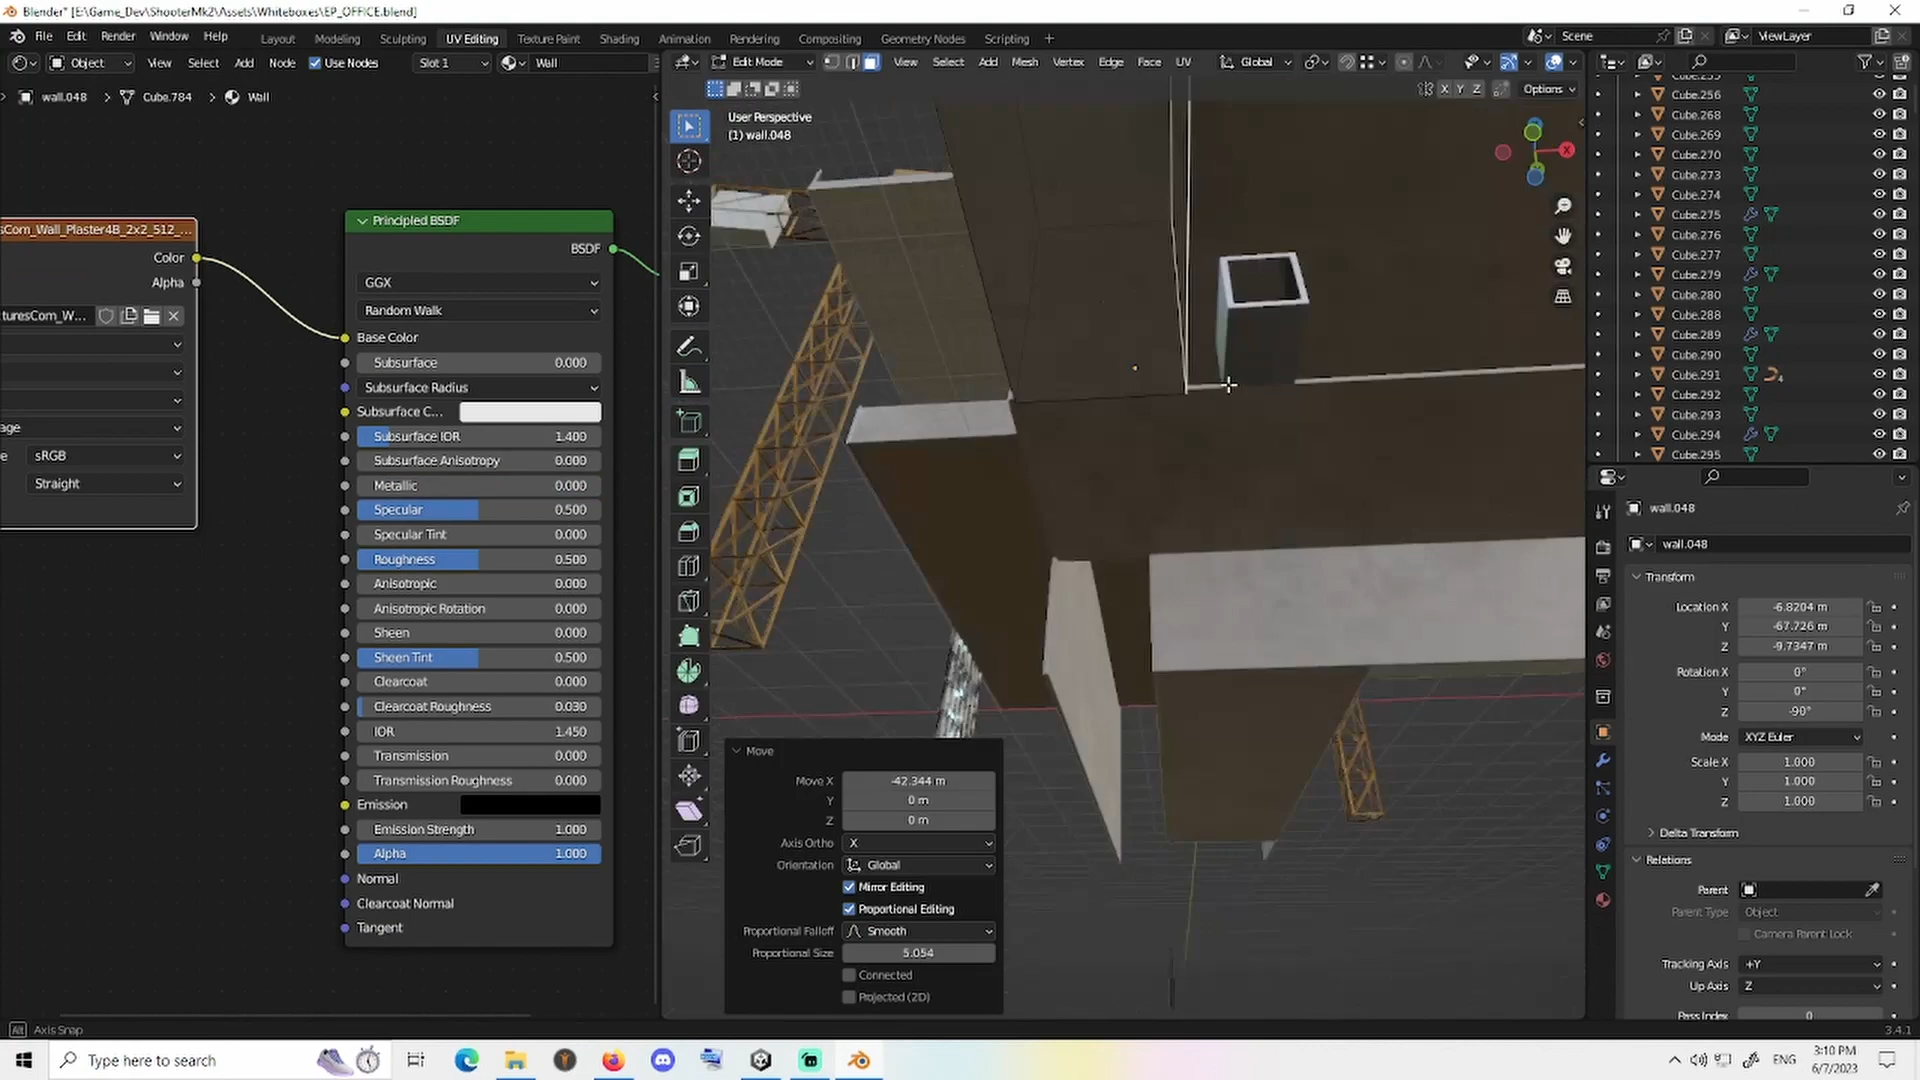 Blender* [E:\Game_Dev\ShooterMk2\Assets\Whiteboxes\EP_OFFICE.blend]
File Edit Render Window Help Layout Modeling Sculpting UV Editing Texture Paint Shading Animation Rendering Compositing Geometry Nodes Scripting + Scene ViewLayer
Object View Select Add Node Use Nodes Slot 1 Wall Edit Mode View Select Add Mesh Vertex Edge Face UV Global
X Y Z Options
wall.048 > Cube.784 > Wall
User Perspective
(1) wall.048
X
sCom_Wall_Plaster4B_2x2_512_...
Color
Alpha
turesCom_W...
age
sRGB
Straight
Principled BSDF
BSDF
GGX
Random Walk
Base Color
Subsurface 0.000
Subsurface Radius
Subsurface C...
Subsurface IOR 1.400
Subsurface Anisotropy 0.000
Metallic 0.000
Specular 0.500
Specular Tint 0.000
Roughness 0.500
Anisotropic 0.000
Anisotropic Rotation 0.000
Sheen 0.000
Sheen Tint 0.500
Clearcoat 0.000
Clearcoat Roughness 0.030
IOR 1.450
Transmission 0.000
Transmission Roughness 0.000
Emission
Emission Strength 1.000
Alpha 1.000
Normal
Clearcoat Normal
Tangent
Move
Move X -42.344 m
Y 0 m
Z 0 m
Axis Ortho X
Orientation Global
Mirror Editing
Proportional Editing
Proportional Falloff Smooth
Proportional Size 5.054
Connected
Projected (2D)
Cube.256
Cube.268
Cube.269
Cube.270
Cube.273
Cube.274
Cube.275
Cube.276
Cube.277
Cube.279
Cube.280
Cube.288
Cube.289
Cube.290
Cube.291
Cube.292
Cube.293
Cube.294
Cube.295
wall.048
wall.048
Transform
Location X -6.8204 m
Y -67.726 m
Z -9.7347 m
Rotation X 0°
Y 0°
Z -90°
Mode XYZ Euler
Scale X 1.000
Y 1.000
Z 1.000
Delta Transform
Relations
Parent
Parent Type Object
Camera Parent Lock
Tracking Axis +Y
Up Axis Z
Pass Index 0
Alt Axis Snap
3.4.1
Type here to search
ENG
3:10 PM
6/7/2023